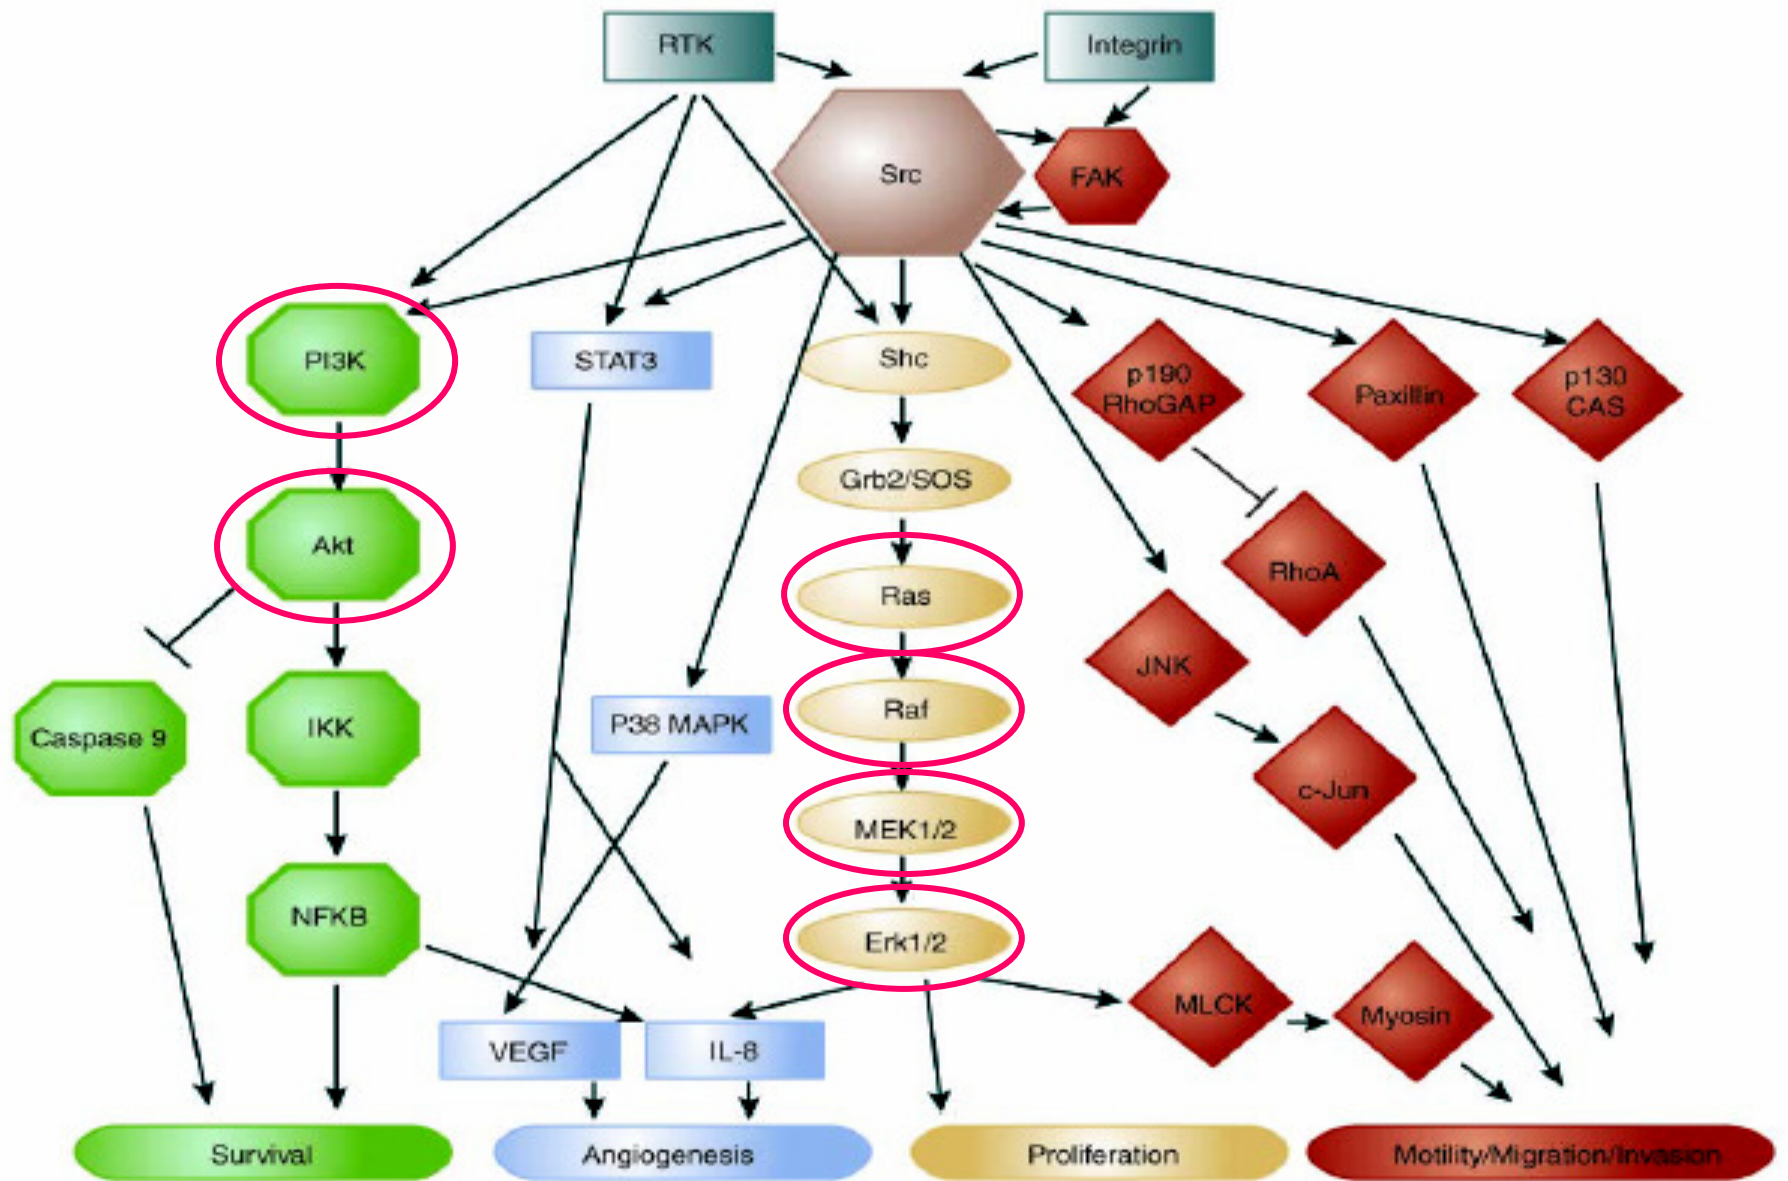 RTK
Integrin
Src
FAK
PI3K
STAT3
Shc
p190
RhoGAP
Paxillin
p130
CAS
Grb2/SOS
Akt
RhoA
Ras
JNK
Raf
P38 MAPK
IKK
Caspase 9
c-Jun
MEK1/2
NFKB
Erk1/2
MLCK
Myosin
VEGF
IL-8
Survival
Angiogenesis
Proliferation
Motility/Migration/Invasion